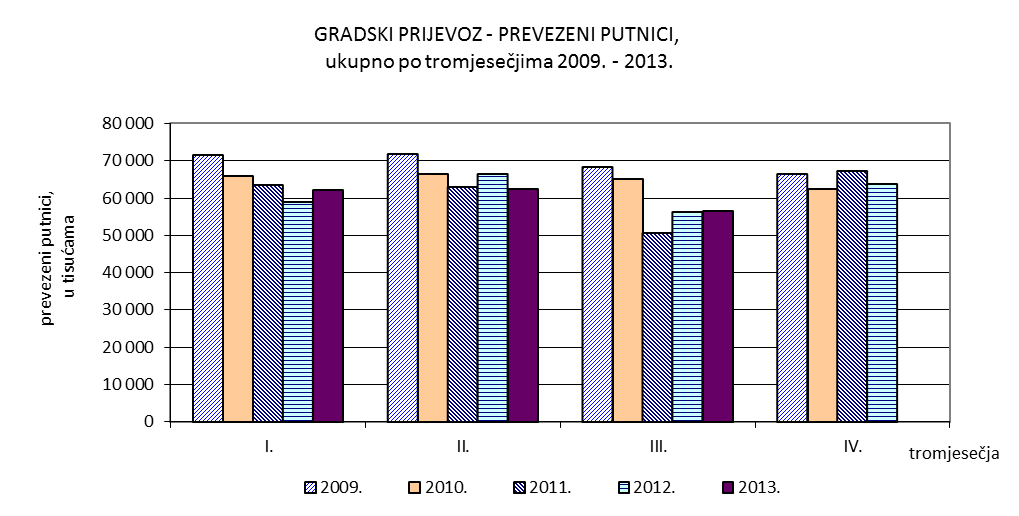 GRADSKI PRIJEVOZ - PREVEZENI PUTNICI,
ukupno po tromjesečjima 2009. - 2013.
prevezeni putnici,
u tisućama
80 000
70 000
60 000
50 000
40 000
30 000
20 000
10 000
0
I. II. III. IV.
tromjesečja
2009. 2010. 2011. 2012. 2013.